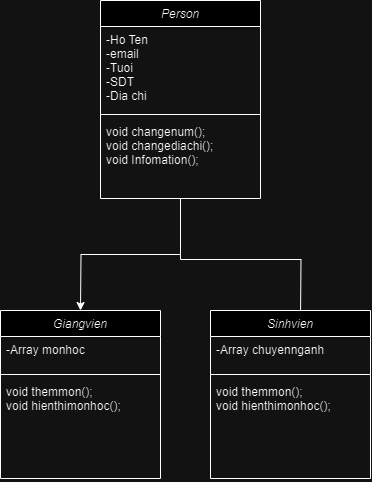 Person
-Ho Ten
-email
-Tuoi
-SDT
-Dia chi
void changenum();
void changediachi();
void Infomation();
Giangvien
-Array monhoc
void themmon();
void hienthimonhoc();
Sinhvien
-Array chuyennganh
void themmon();
void hienthimonhoc();